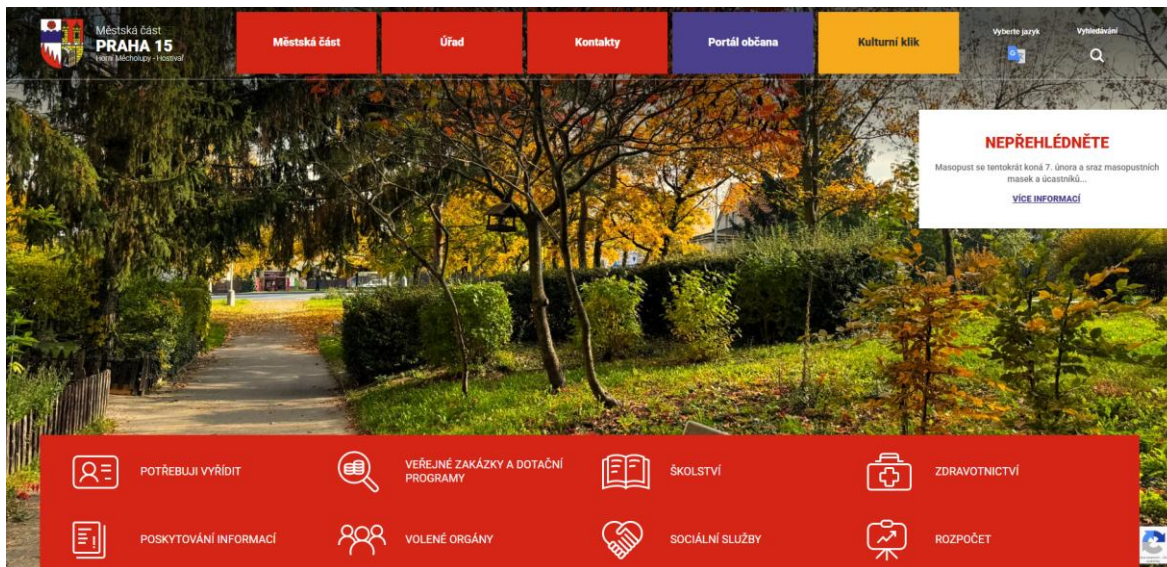 Městská část
PRAHA 15
Horní Měcholupy - Hostivař
Městská část
Úřad
Kontakty
Portál občana
Kulturní klik
Vyberte jazyk
Vyhledávání
NEPŘEHLÉDNĚTE
Masopust se tentokrát koná 7. února a sraz masopustních
masek a účastníků...
VÍCE INFORMACÍ
POTŘEBUJI VYŘÍDIT
VEŘEJNÉ ZAKÁZKY A DOTAČNÍ
PROGRAMY
ŠKOLSTVÍ
ZDRAVOTNICTVÍ
POSKYTOVÁNÍ INFORMACÍ
VOLENÉ ORGÁNY
SOCIÁLNÍ SLUŽBY
ROZPOČET